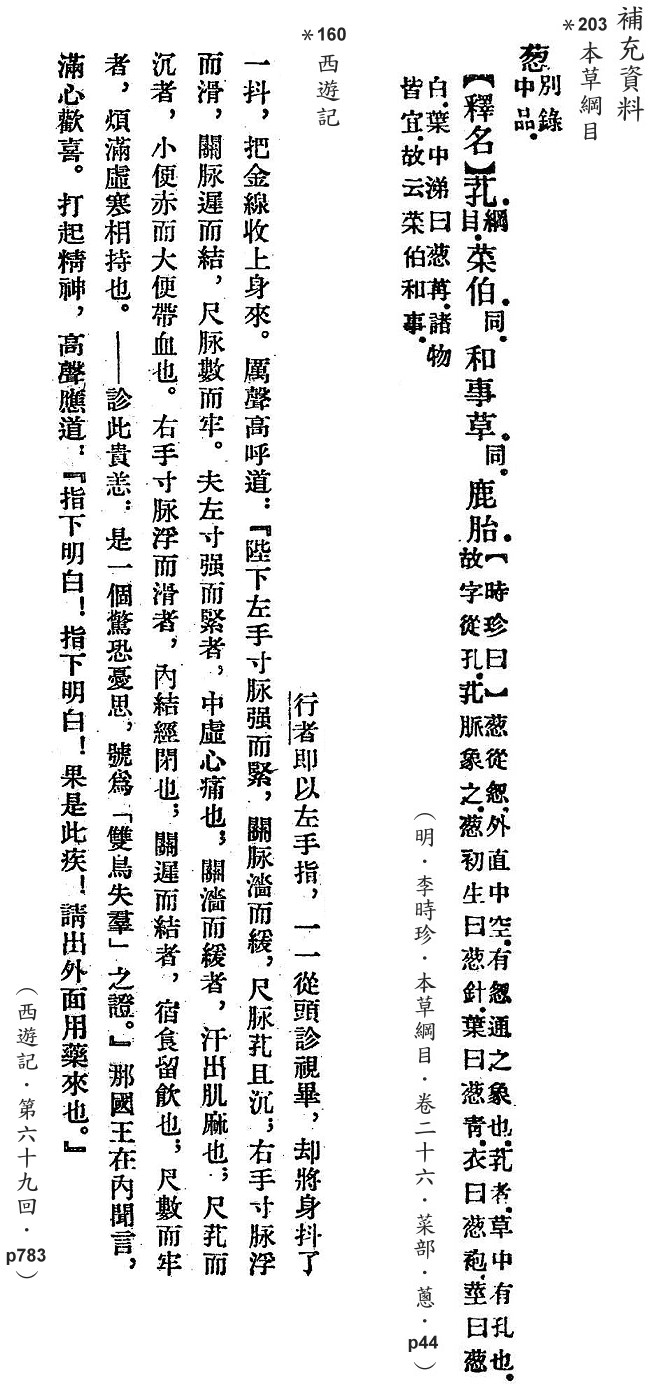 補充資料
*203
本草綱目
葱別錄中品.
【釋名】芤.綱目.菜伯.同.和事草.同.鹿胎.【時珍曰】葱從怱,外直中空.有怱通之象也.芤者.草中有孔也.
故字從孔.芤脈象之.葱初生曰葱針.葉曰葱青.衣曰葱袍.莖曰葱
白.葉中涕曰葱苒.諸物
皆宜.故云菜伯和事.
(明‧李時珍‧本草綱目‧卷二十六‧菜部‧蔥‧p44)
*160
西遊記
行者即以左手指,一一從頭診視畢,却將身抖了
一抖,把金線收上身來。厲聲高呼道:『陛下左手寸脉强而緊,關脉濇而緩,尺脉芤且沉;右手寸脉浮
而滑,關脉遲而結,尺脉數而牢。夫左寸强而緊者,中虛心痛也;關濇而緩者,汗出肌麻也;尺芤而
沉者,小便赤而大便帶血也。右手寸脉浮而滑者,內結經閉也;關遲而結者,宿食留飲也;尺數而牢
者,煩滿虛寒相持也。——診此貴恙:是一個驚恐憂思,號爲「雙鳥失羣」之證。』那國王在內聞言,
滿心歡喜。打起精神,高聲應道:『指下明白!指下明白!果是此疾!請出外面用藥來也。』
(西遊記‧第六十九回‧p783)